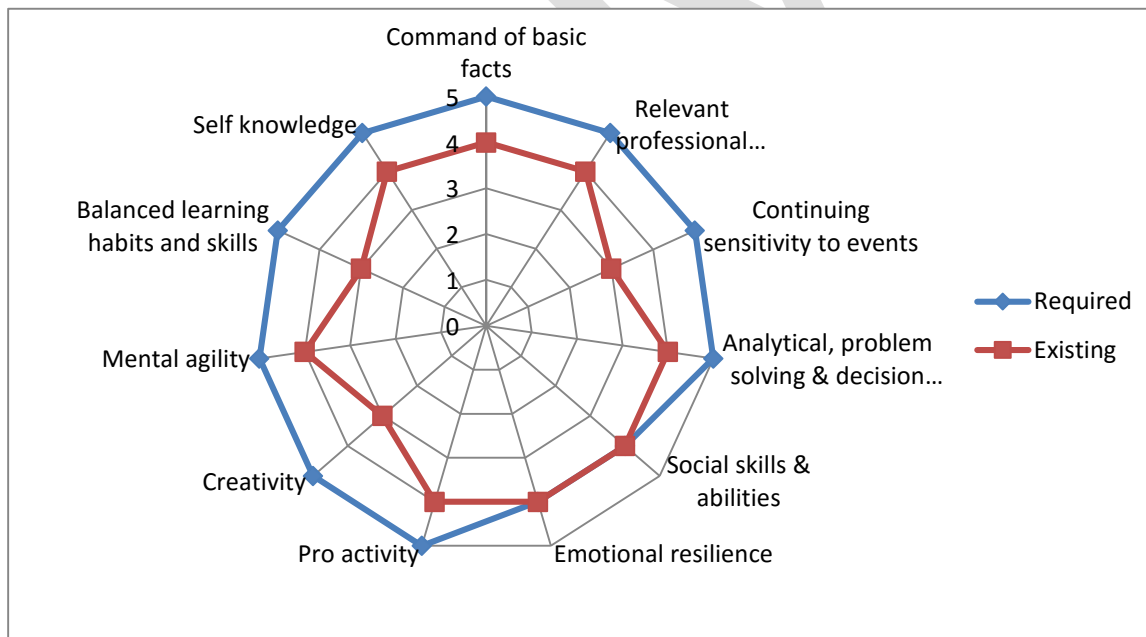 Command of basic
facts
Relevant
professional…
Continuing
sensitivity to events
Analytical, problem
solving & decision…
Social skills &
abilities
Emotional resilience
Pro activity
Creativity
Mental agility
Balanced learning
habits and skills
Self knowledge
5
4
3
2
1
0
Required
Existing